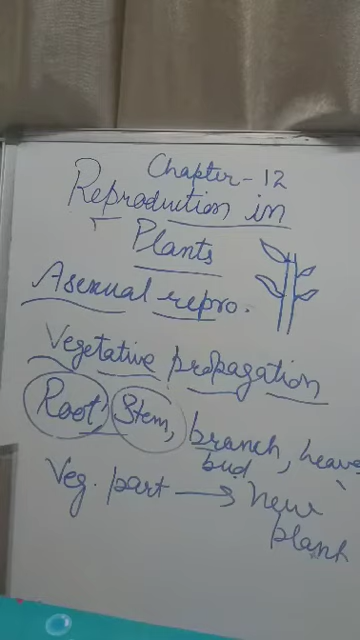 Chapter-12
Reproduction in
Plants
Asexual repro.
Vegetative propagation
Root, Stem, branch, leave
bud
Veg. part → new
plant